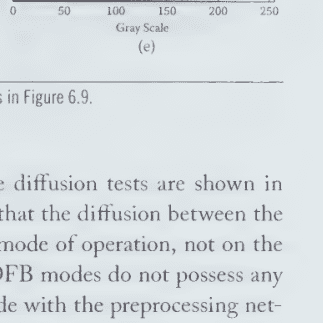 0 50 100 150 200 250
Gray Scale
(e)
s in Figure 6.9.
e diffusion tests are shown in
that the diffusion between the
mode of operation, not on the
OFB modes do not possess any
de with the preprocessing net-